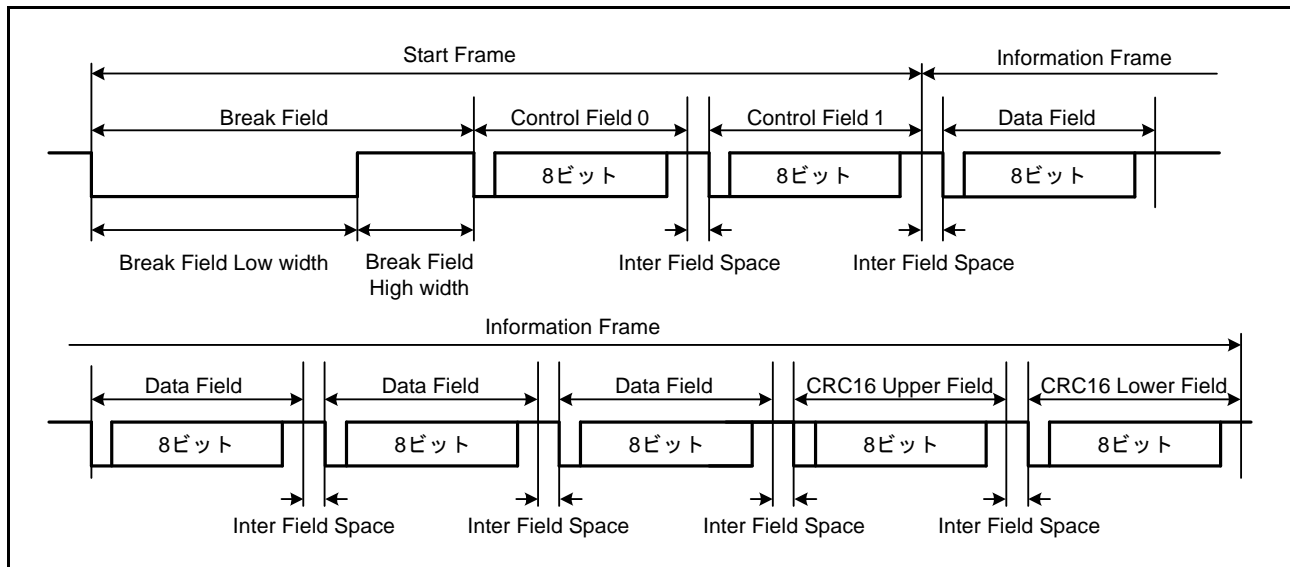 Start Frame
Information Frame
Break Field
Control Field 0
Control Field 1
Data Field
8ビット
8ビット
8ビット
Break Field Low width
Break Field
High width
Inter Field Space
Inter Field Space
Information Frame
Data Field
Data Field
Data Field
CRC16 Upper Field
CRC16 Lower Field
8ビット
8ビット
8ビット
8ビット
8ビット
Inter Field Space
Inter Field Space
Inter Field Space
Inter Field Space